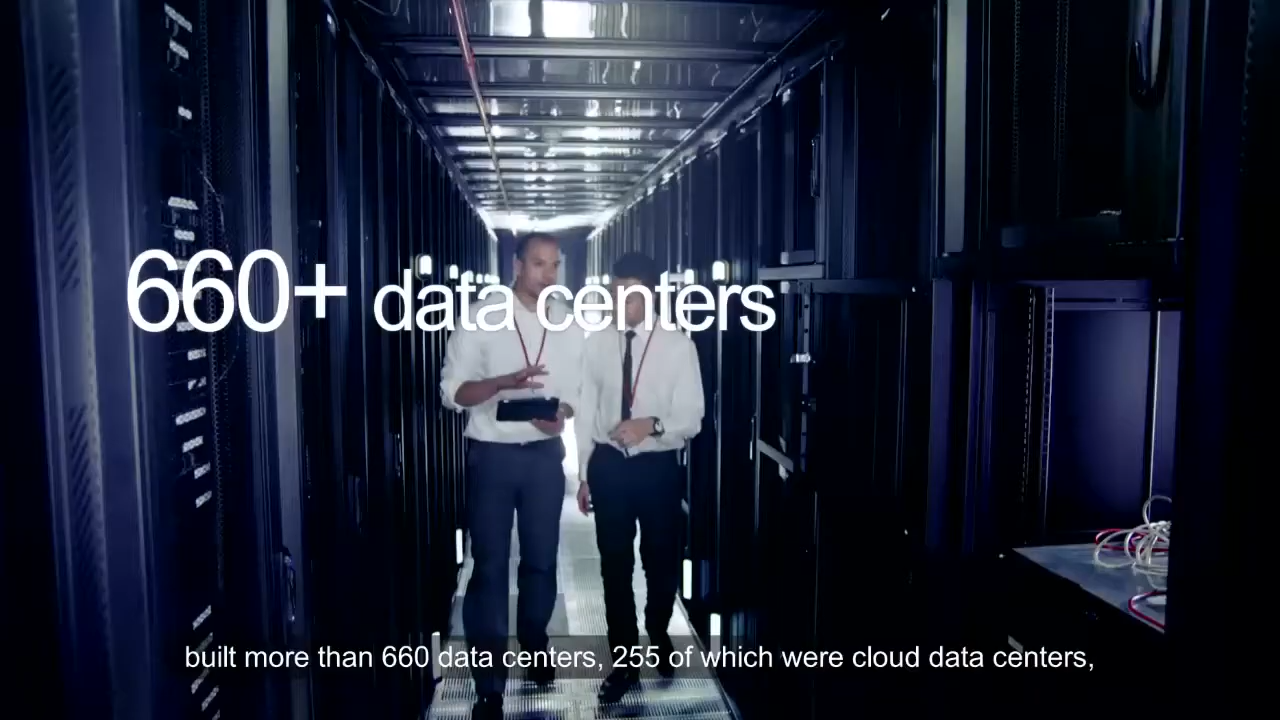 660+ data centers
built more than 660 data centers, 255 of which were cloud data centers,